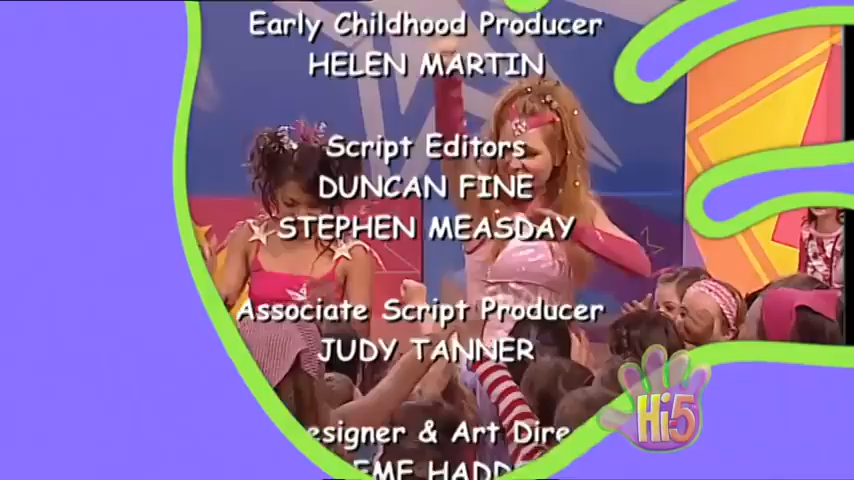 Early Childhood Producer
HELEN MARTIN
Script Editors
DUNCAN FINE
STEPHEN MEASDAY
Associate Script Producer
JUDY TANNER
Hi-5